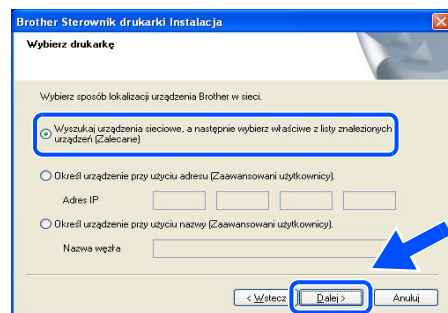 Brother Sterownik drukarki Instalacja
Wybierz drukarkę
Wybierz sposób lokalizacji urządzenia Brother w sieci.
Wyszukaj urządzenia sieciowe, a następnie wybierz właściwe z listy znalezionych
urządzeń (Zalecane)
Określ urządzenie przy użyciu adresu (Zaawansowani użytkownicy).
Adres IP
Określ urządzenie przy użyciu nazwy (Zaawansowani użytkownicy).
Nazwa węzła
< Wstecz Dalej > Anuluj